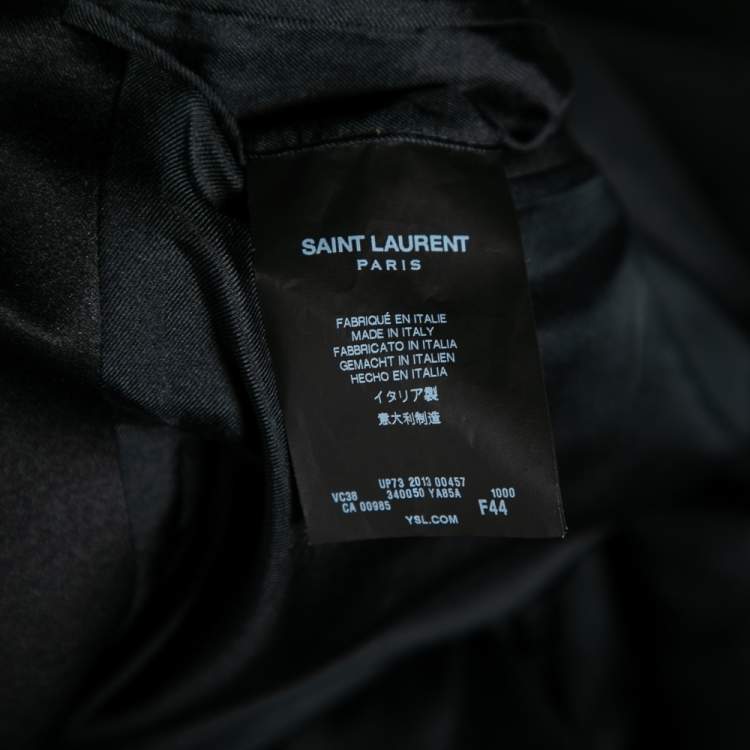 SAINT LAURENT
PARIS
FABRIQUÉ EN ITALIE
MADE IN ITALY
FABBRICATO IN ITALIA
GEMACHT IN ITALIEN
HECHO EN ITALIA
イタリア製
意大利制造
UP73 2013 00457
VC38 340050 YA85A 1000
CA 00985 F44
YSL.COM